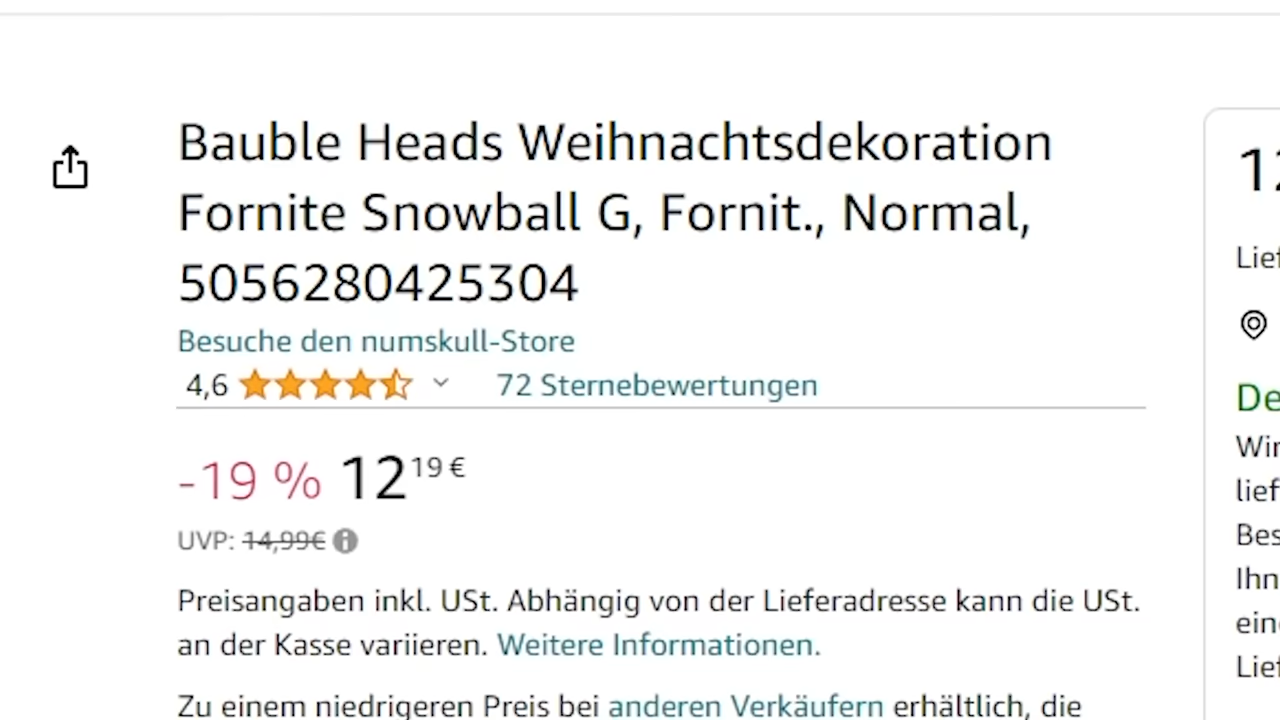 Bauble Heads Weihnachtsdekoration
Fornite Snowball G, Fornit., Normal,
5056280425304
Besuche den numskull-Store
4,6 72 Sternebewertungen
-19 % 12 19 €
UVP: 14,99€
Preisangaben inkl. USt. Abhängig von der Lieferadresse kann die USt.
an der Kasse variieren. Weitere Informationen.
Zu einem niedrigeren Preis bei anderen Verkäufern erhältlich, die